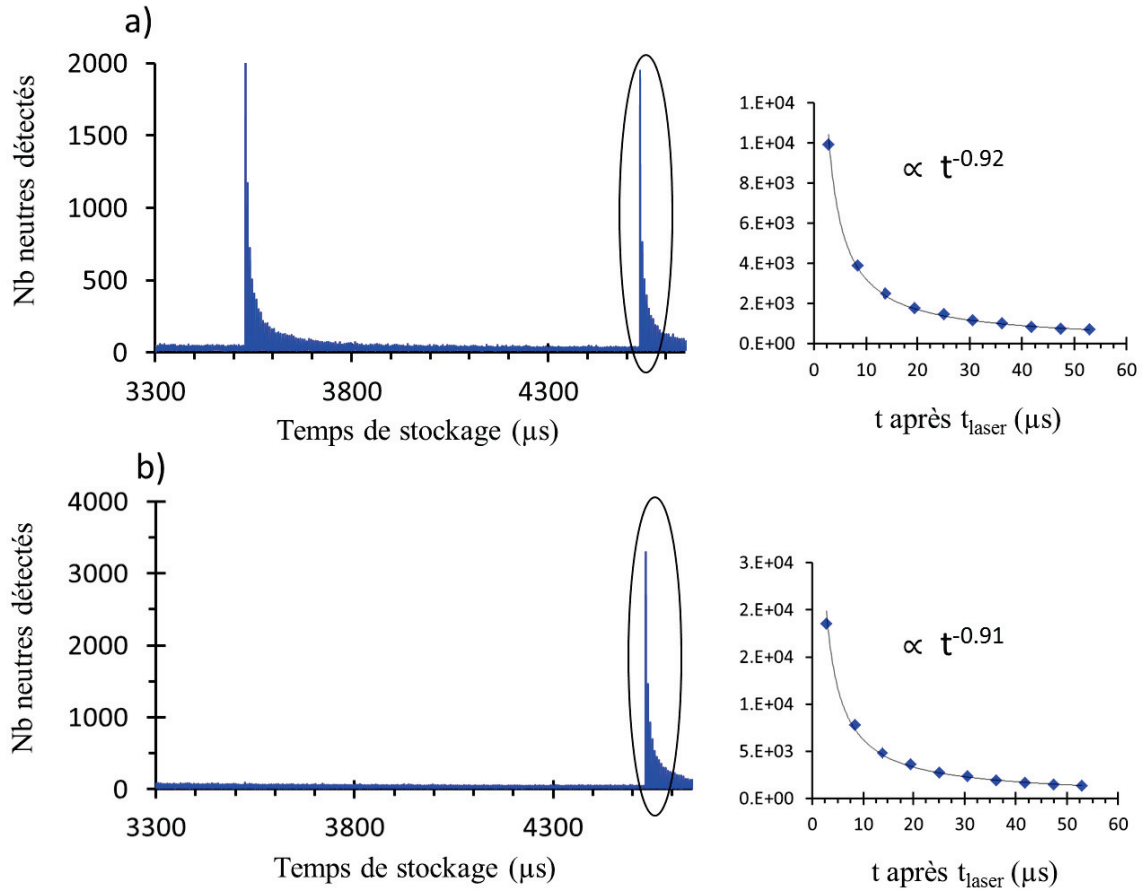 a)
Nb neutres détectés
2000
1500
1000
500
0
3300
3800
4300
Temps de stockage (µs)
1.E+04
1.E+04
8.E+03
6.E+03
4.E+03
2.E+03
0.E+00
∝ t-0.92
0 10 20 30 40 50 60
t après tlaser (µs)
b)
Nb neutres détectés
4000
3000
2000
1000
0
3300
3800
4300
Temps de stockage (µs)
3.E+04
2.E+04
2.E+04
1.E+04
5.E+03
0.E+00
∝ t-0.91
0 10 20 30 40 50 60
t après tlaser (µs)